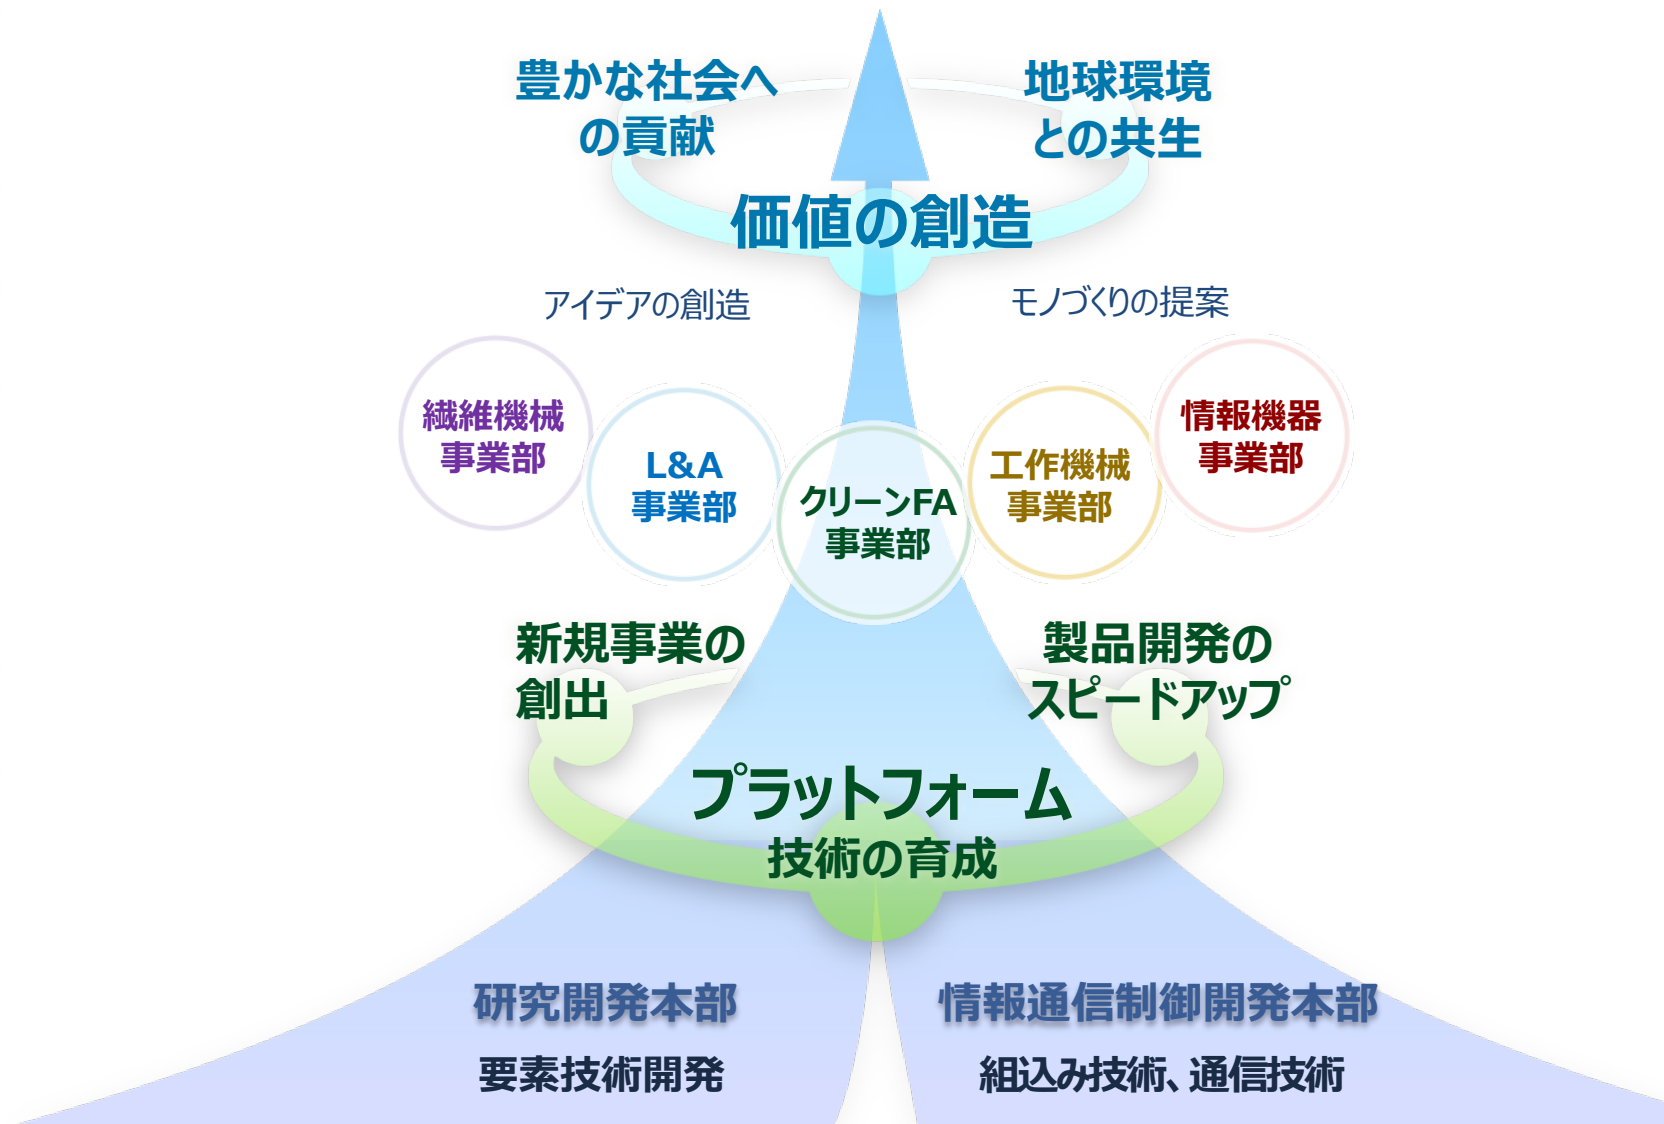 豊かな社会へ
の貢献
地球環境
との共生
価値の創造
アイデアの創造
モノづくりの提案
繊維機械
事業部
L&A
事業部
クリーンFA
事業部
工作機械
事業部
情報機器
事業部
新規事業の
創出
製品開発の
スピードアップ
プラットフォーム
技術の育成
研究開発本部
要素技術開発
情報通信制御開発本部
組込み技術、通信技術